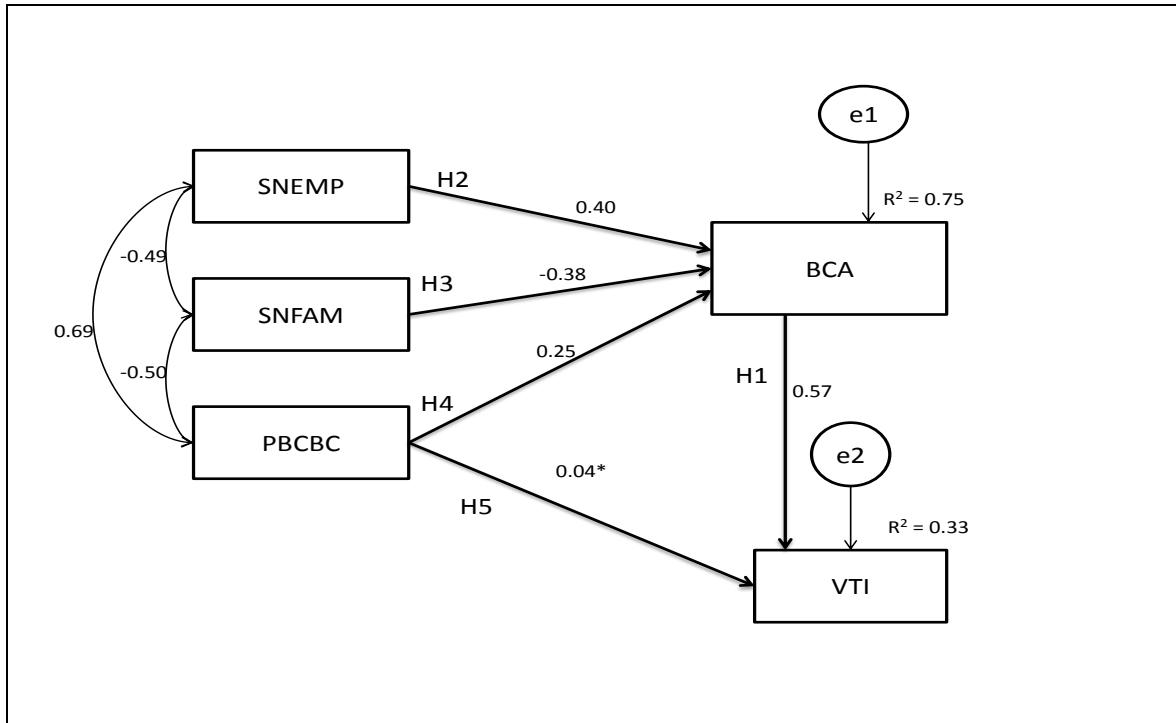 e1
SNEMP
H2
0.40
R² = 0.75
-0.49
BCA
H3
-0.38
SNFAM
0.69
-0.50
0.25
H4
H1
0.57
PBCBC
e2
0.04*
H5
R² = 0.33
VTI